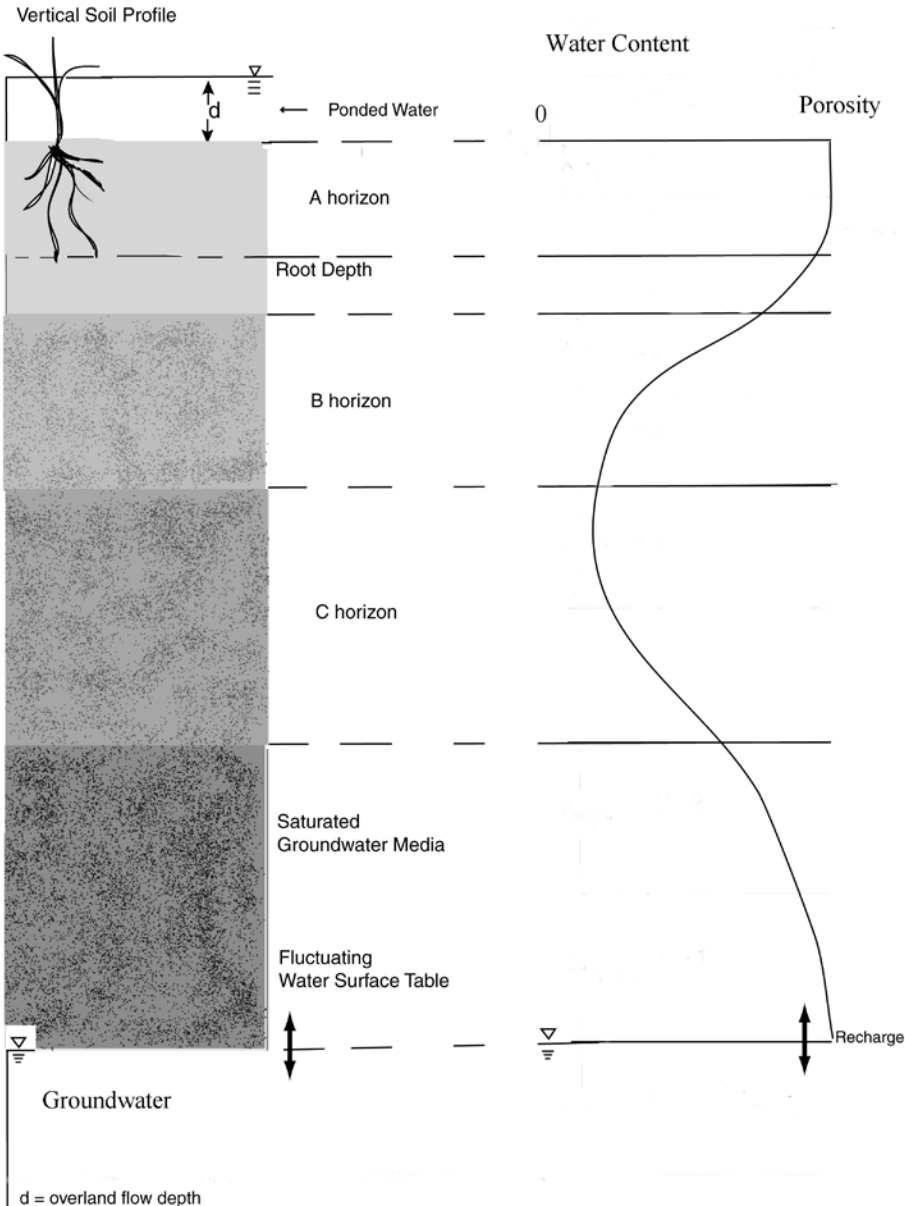 Vertical Soil Profile
Water Content
d
Ponded Water
0
Porosity
A horizon
Root Depth
B horizon
C horizon
Saturated
Groundwater Media
Fluctuating
Water Surface Table
Recharge
Groundwater
d = overland flow depth